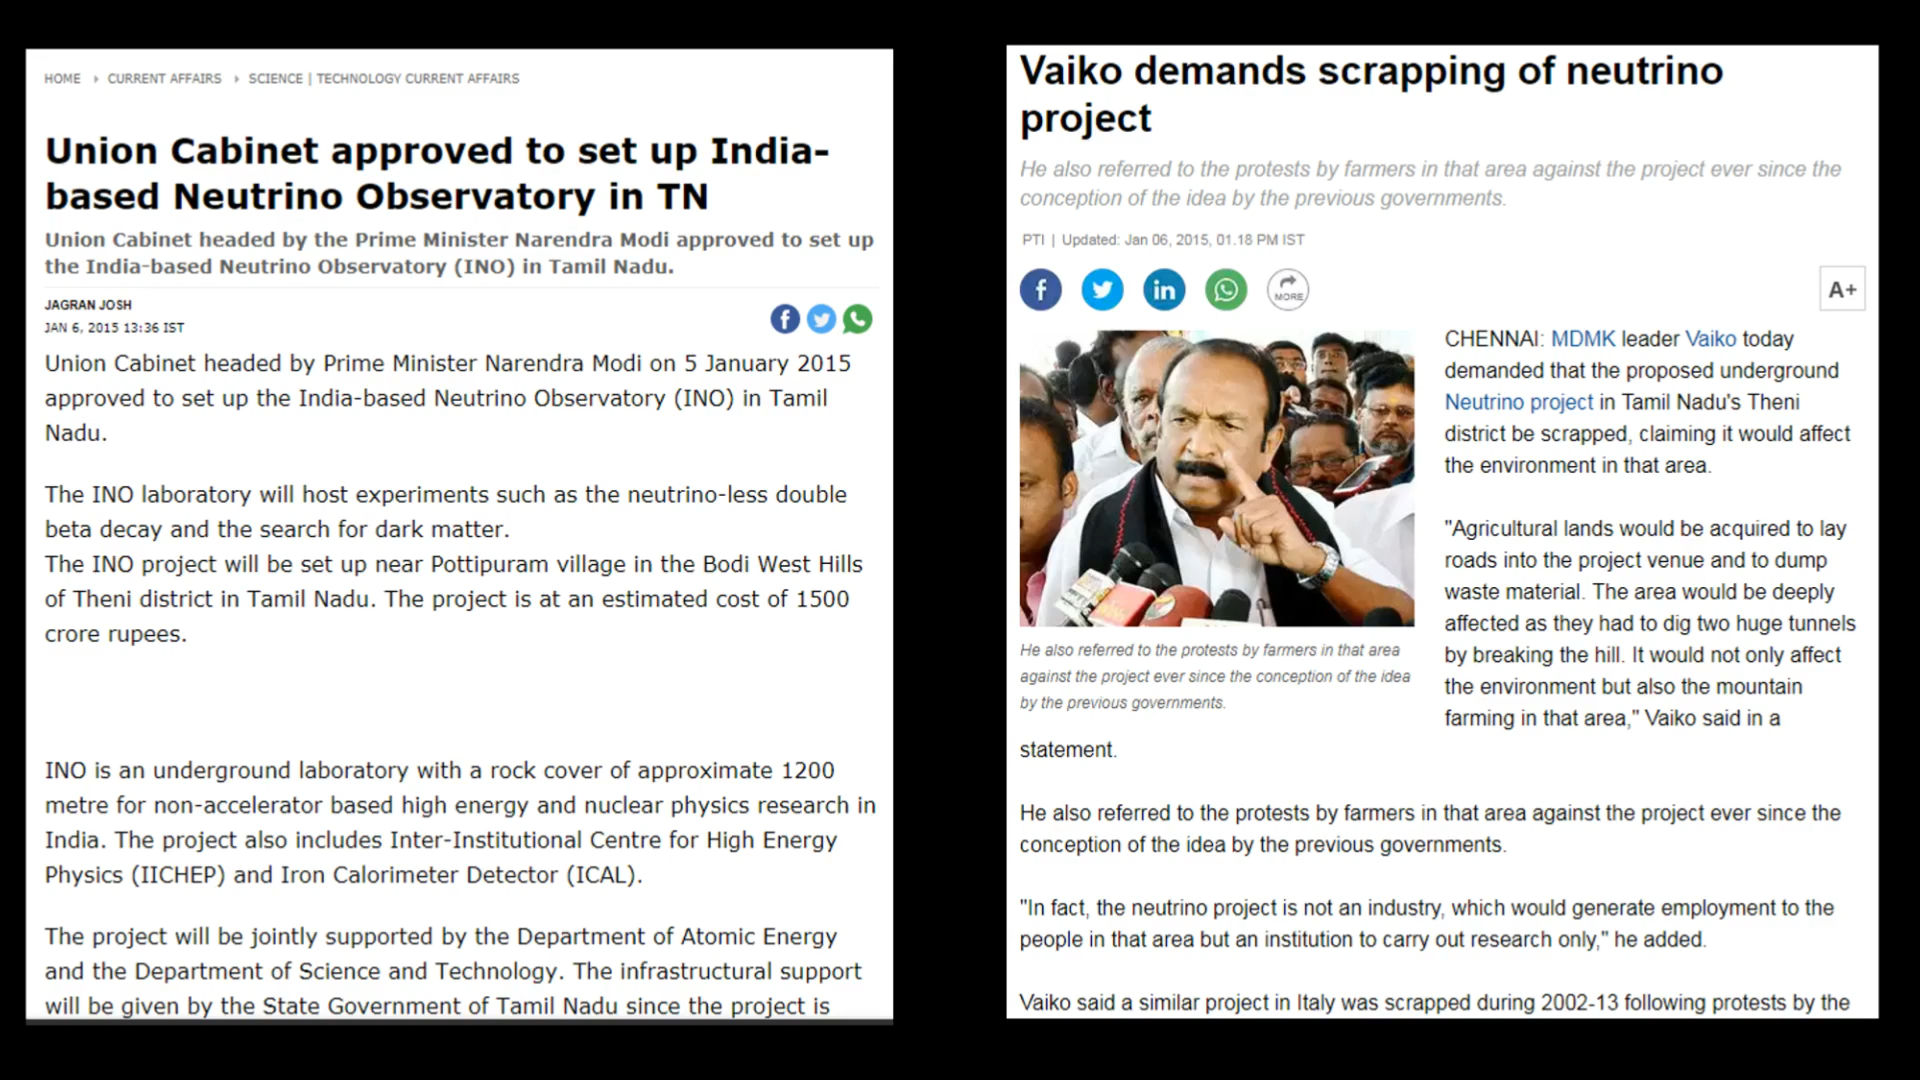 HOME › CURRENT AFFAIRS › SCIENCE | TECHNOLOGY CURRENT AFFAIRS
Union Cabinet approved to set up India-
based Neutrino Observatory in TN
Union Cabinet headed by the Prime Minister Narendra Modi approved to set up
the India-based Neutrino Observatory (INO) in Tamil Nadu.
JAGRAN JOSH
JAN 6, 2015 13:36 IST
Union Cabinet headed by Prime Minister Narendra Modi on 5 January 2015
approved to set up the India-based Neutrino Observatory (INO) in Tamil
Nadu.
The INO laboratory will host experiments such as the neutrino-less double
beta decay and the search for dark matter.
The INO project will be set up near Pottipuram village in the Bodi West Hills
of Theni district in Tamil Nadu. The project is at an estimated cost of 1500
crore rupees.
INO is an underground laboratory with a rock cover of approximate 1200
metre for non-accelerator based high energy and nuclear physics research in
India. The project also includes Inter-Institutional Centre for High Energy
Physics (IICHEP) and Iron Calorimeter Detector (ICAL).
The project will be jointly supported by the Department of Atomic Energy
and the Department of Science and Technology. The infrastructural support
will be given by the State Government of Tamil Nadu since the project is
Vaiko demands scrapping of neutrino
project
He also referred to the protests by farmers in that area against the project ever since the
conception of the idea by the previous governments.
PTI | Updated: Jan 06, 2015, 01.18 PM IST
MORE
A+
CHENNAI: MDMK leader Vaiko today
demanded that the proposed underground
Neutrino project in Tamil Nadu's Theni
district be scrapped, claiming it would affect
the environment in that area.
"Agricultural lands would be acquired to lay
roads into the project venue and to dump
waste material. The area would be deeply
affected as they had to dig two huge tunnels
by breaking the hill. It would not only affect
the environment but also the mountain
farming in that area," Vaiko said in a
statement.
He also referred to the protests by farmers in that area
against the project ever since the conception of the idea
by the previous governments.
He also referred to the protests by farmers in that area against the project ever since the
conception of the idea by the previous governments.
"In fact, the neutrino project is not an industry, which would generate employment to the
people in that area but an institution to carry out research only," he added.
Vaiko said a similar project in Italy was scrapped during 2002-13 following protests by the